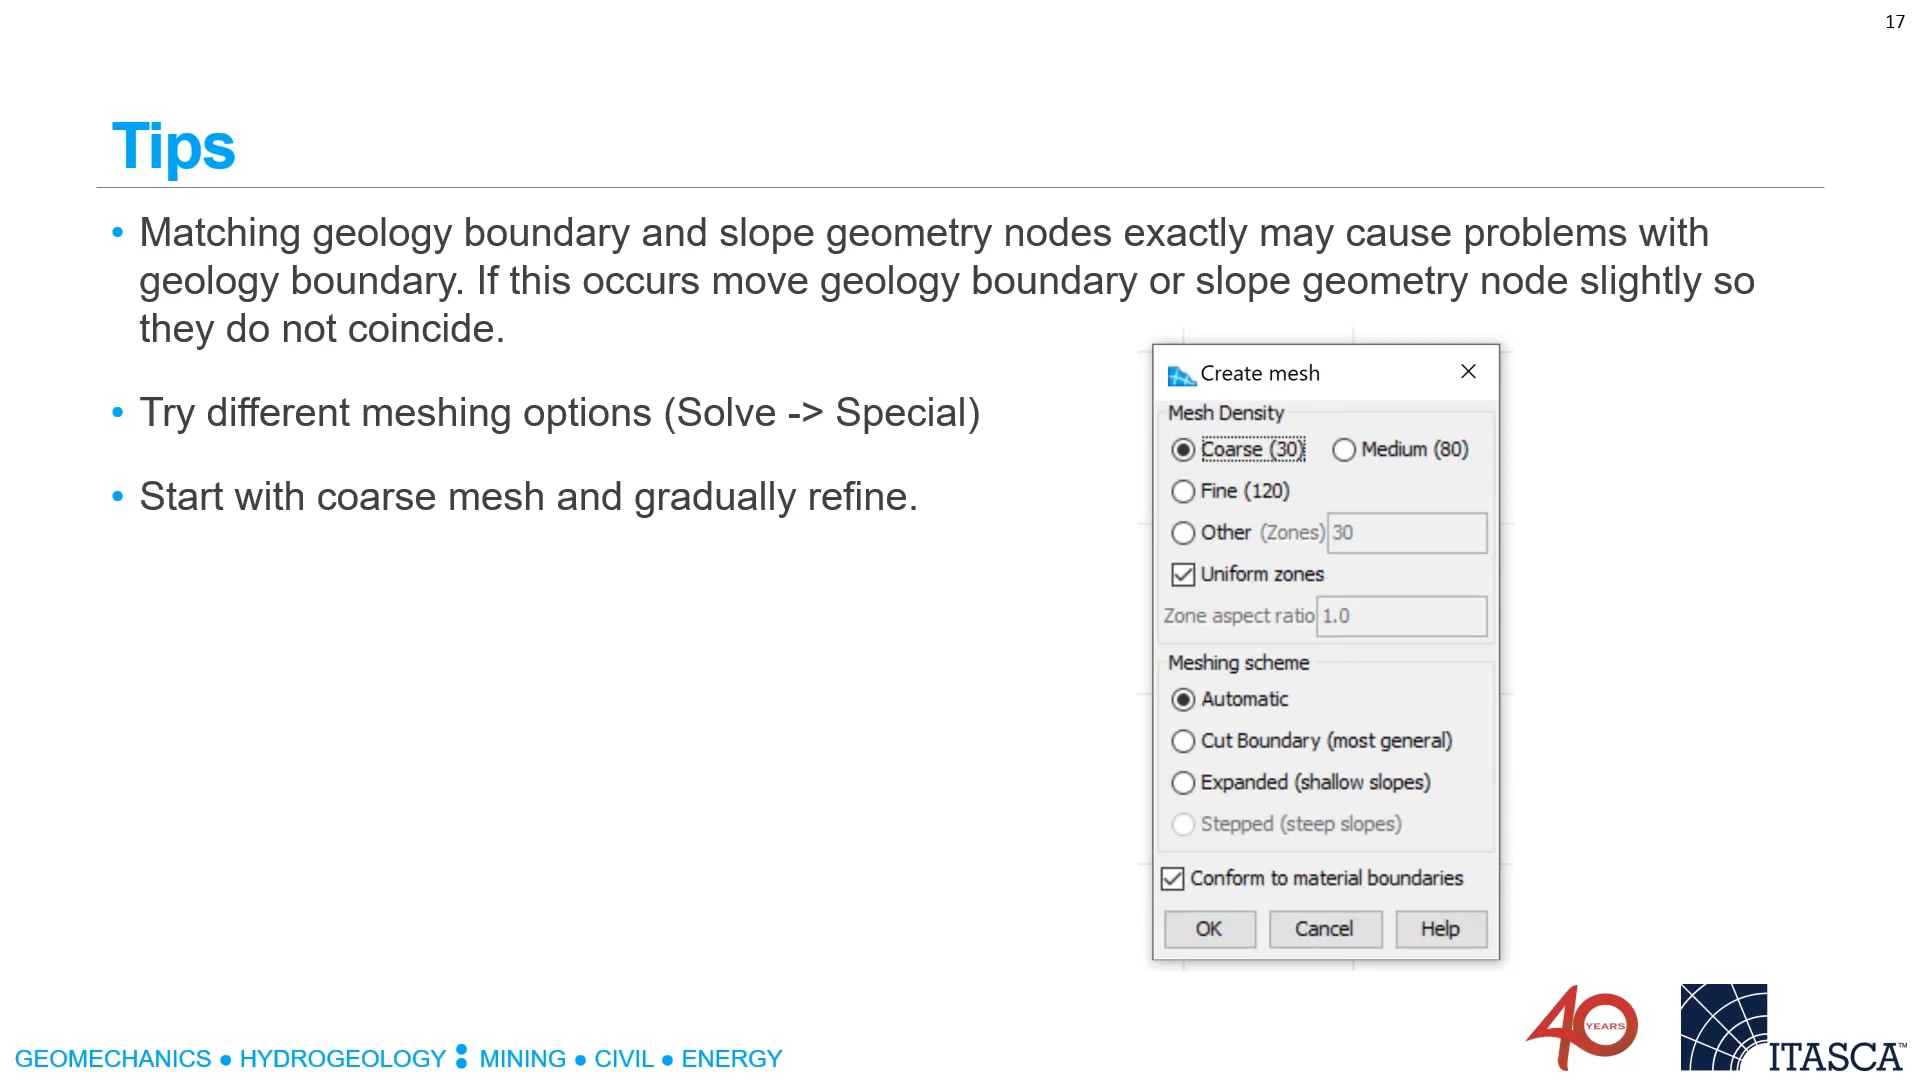 17
Tips
• Matching geology boundary and slope geometry nodes exactly may cause problems with
geology boundary. If this occurs move geology boundary or slope geometry node slightly so
they do not coincide.
• Try different meshing options (Solve -> Special)
• Start with coarse mesh and gradually refine.
Create mesh
Mesh Density
Coarse (30) Medium (80)
Fine (120)
Other (Zones) 30
Uniform zones
Zone aspect ratio 1.0
Meshing scheme
Automatic
Cut Boundary (most general)
Expanded (shallow slopes)
Stepped (steep slopes)
Conform to material boundaries
OK Cancel Help
40 YEARS
ITASCA™
GEOMECHANICS ● HYDROGEOLOGY : MINING ● CIVIL ● ENERGY